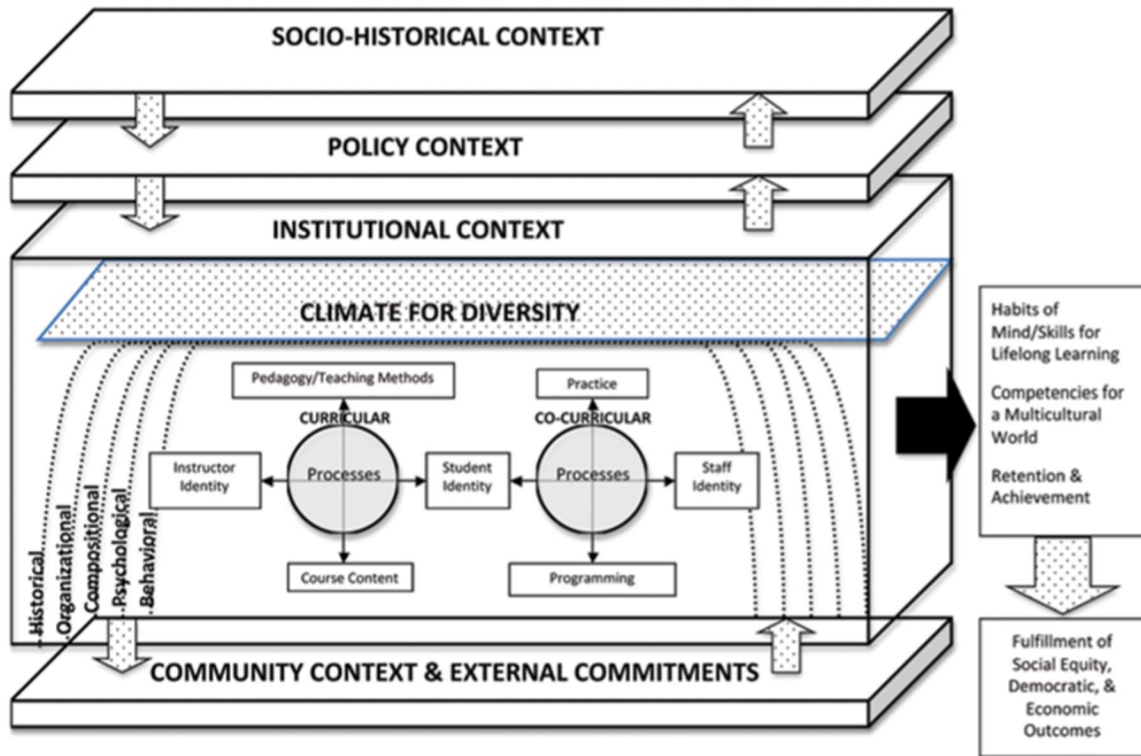 SOCIO-HISTORICAL CONTEXT
POLICY CONTEXT
INSTITUTIONAL CONTEXT
CLIMATE FOR DIVERSITY
Pedagogy/Teaching Methods
Practice
CURRICULAR
CO-CURRICULAR
Instructor
Identity
Processes
Student
Identity
Processes
Staff
Identity
Course Content
Programming
Historical
Organizational
Compositional
Psychological
Behavioral
COMMUNITY CONTEXT & EXTERNAL COMMITMENTS
Habits of
Mind/Skills for
Lifelong Learning
Competencies for
a Multicultural
World
Retention &
Achievement
Fulfillment of
Social Equity,
Democratic, &
Economic
Outcomes